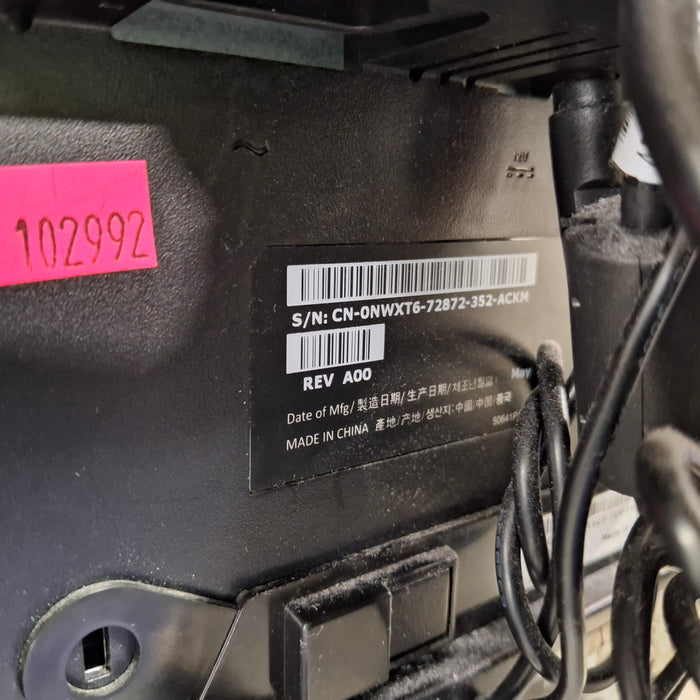 102992
12V
S/N: CN-0NWXT6-72872-352-ACKM
REV A00
Date of Mfg/製造日期/生产日期/제조년월일: May
MADE IN CHINA 產地/产地/생산지: 中國/中国/중국